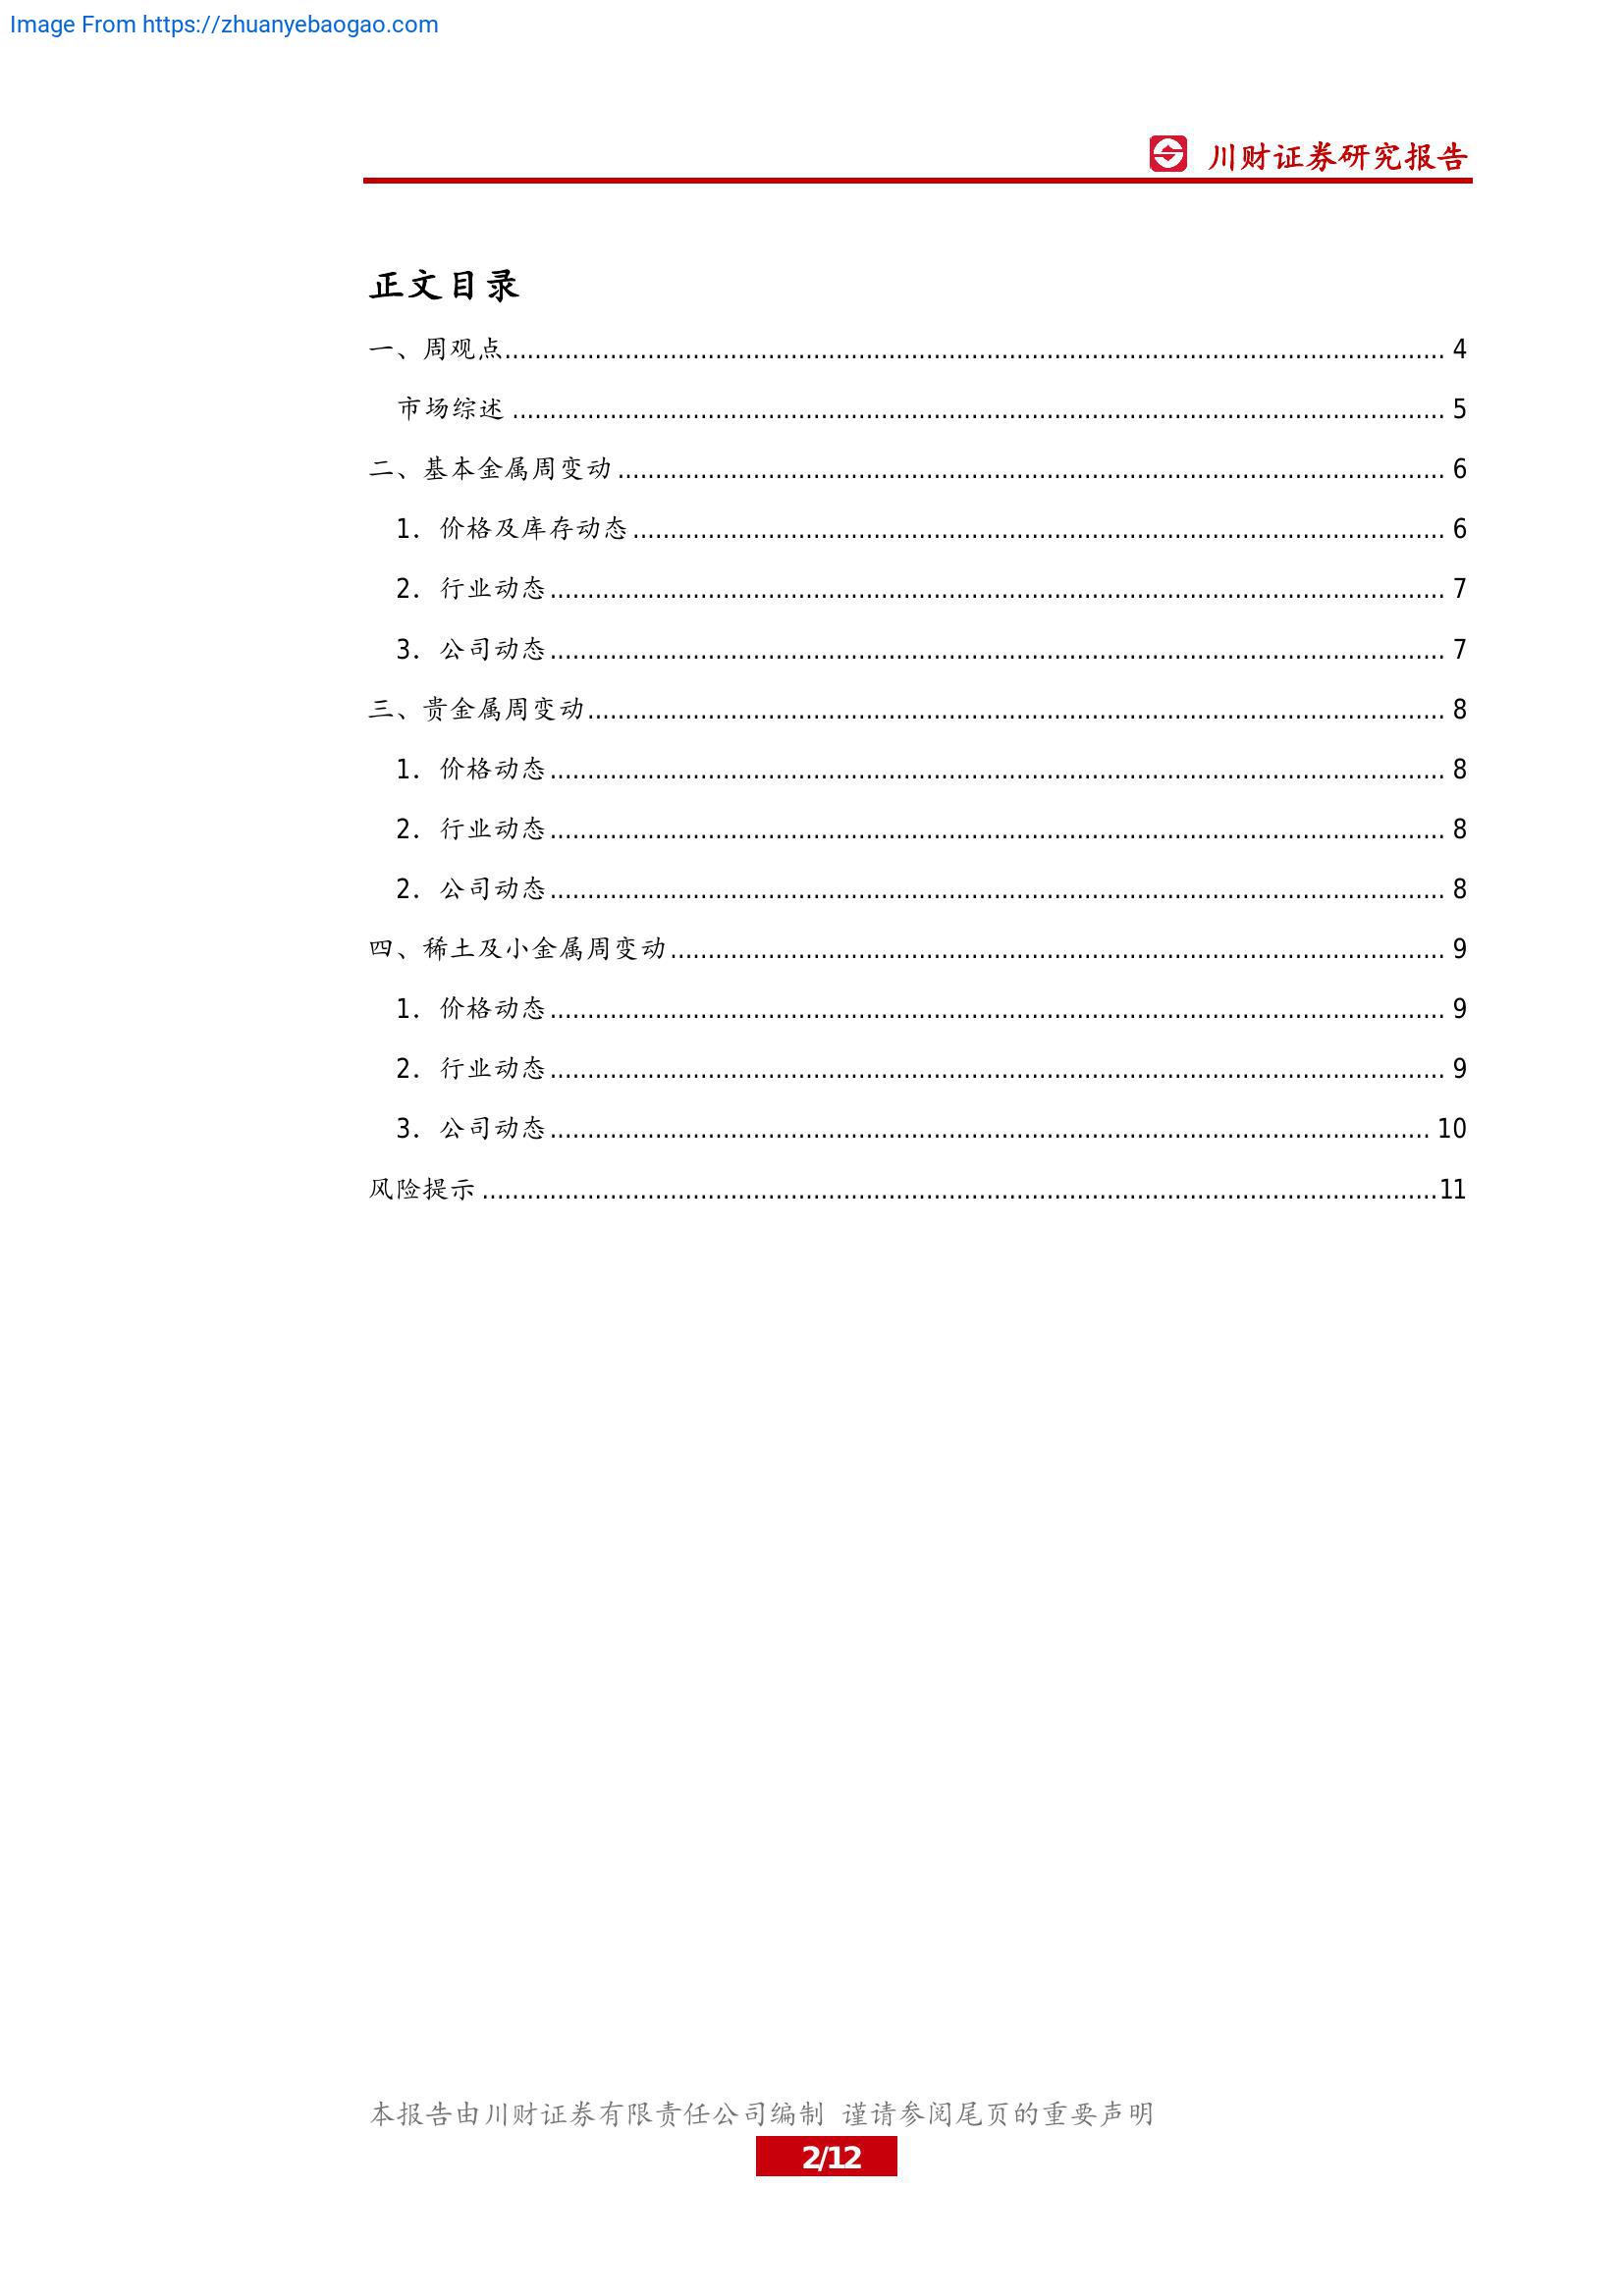 Image From https://zhuanyebaogao.com
川财证券研究报告
正文目录
一、周观点 4
市场综述 5
二、基本金属周变动 6
1. 价格及库存动态 6
2. 行业动态 7
3. 公司动态 7
三、贵金属周变动 8
1. 价格动态 8
2. 行业动态 8
2. 公司动态 8
四、稀土及小金属周变动 9
1. 价格动态 9
2. 行业动态 9
3. 公司动态 10
风险提示 11
本报告由川财证券有限责任公司编制 谨请参阅尾页的重要声明
2/12